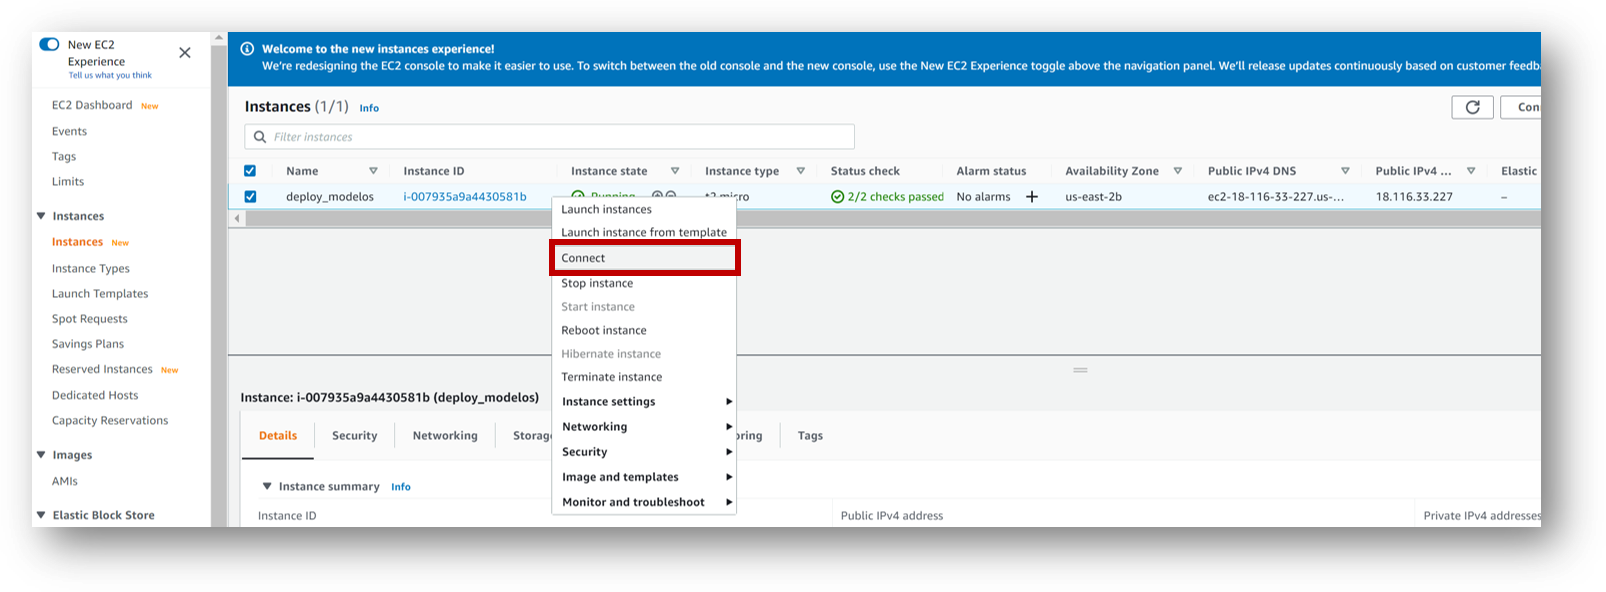 New EC2
Experience
Tell us what you think
EC2 Dashboard New
Events
Tags
Limits
Instances
Instances New
Instance Types
Launch Templates
Spot Requests
Savings Plans
Reserved Instances New
Dedicated Hosts
Capacity Reservations
Images
AMIs
Elastic Block Store
Welcome to the new instances experience!
We're redesigning the EC2 console to make it easier to use. To switch between the old console and the new console, use the New EC2 Experience toggle above the navigation panel. We'll release updates continuously based on customer feedba
Instances (1/1) Info
Con
Filter instances
Name Instance ID Instance state Instance type Status check Alarm status Availability Zone Public IPv4 DNS Public IPv4 ... Elastic
deploy_modelos i-007935a9a4430581b Running t2.micro 2/2 checks passed No alarms + us-east-2b ec2-18-116-33-227.us-... 18.116.33.227 –
Launch instances
Launch instance from template
Connect
Stop instance
Start instance
Reboot instance
Hibernate instance
Terminate instance
Instance settings
Networking
Security
Image and templates
Monitor and troubleshoot
Instance: i-007935a9a4430581b (deploy_modelos)
Details Security Networking Storag ring Tags
Instance summary Info
Instance ID Public IPv4 address Private IPv4 addresses